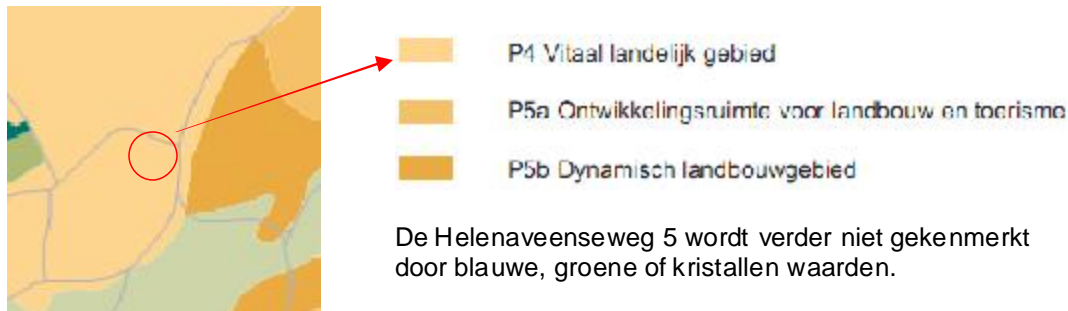 P4 Vitaal landelijk gebied
P5a Ontwikkelingsruimte voor landbouw en toerisme
P5b Dynamisch landbouwgebied
De Helenaveenseweg 5 wordt verder niet gekenmerkt
door blauwe, groene of kristallen waarden.